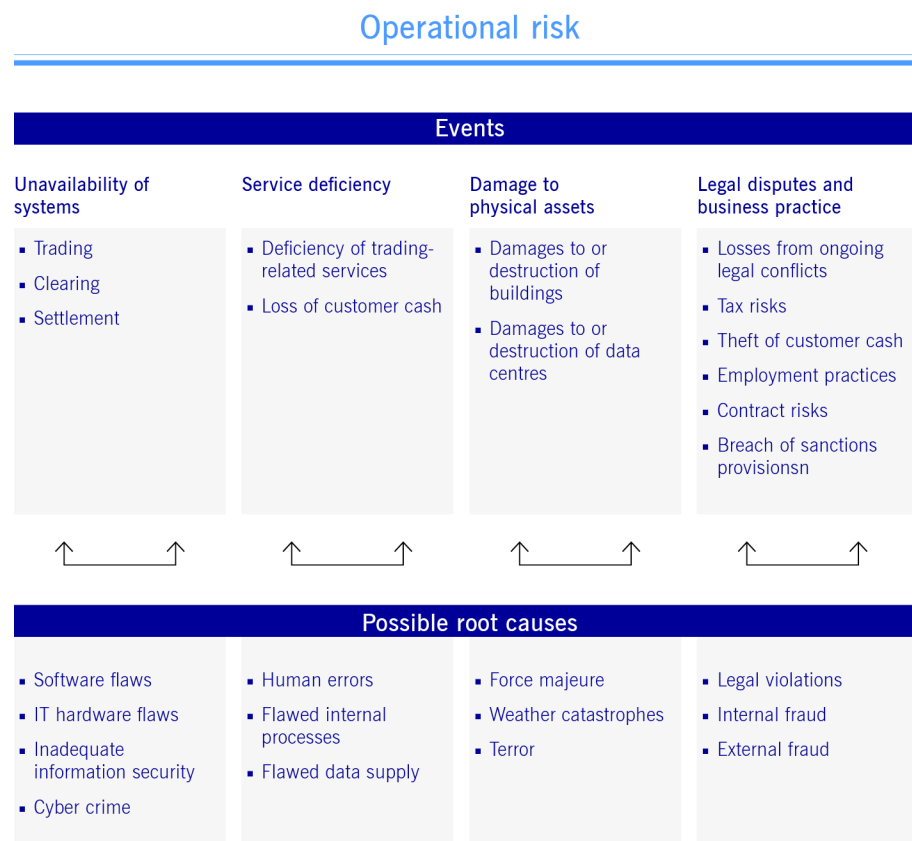 Operational risk
Events
Unavailability of
systems
Trading
Clearing
Settlement
Service deficiency
Deficiency of trading-
related services
Loss of customer cash
Damage to
physical assets
Damages to or
destruction of
buildings
Damages to or
destruction of data
centres
Legal disputes and
business practice
Losses from ongoing
legal conflicts
Tax risks
Theft of customer cash
Employment practices
Contract risks
Breach of sanctions
provisionsn
Possible root causes
Software flaws
IT hardware flaws
Inadequate
information security
Cyber crime
Human errors
Flawed internal
processes
Flawed data supply
Force majeure
Weather catastrophes
Terror
Legal violations
Internal fraud
External fraud